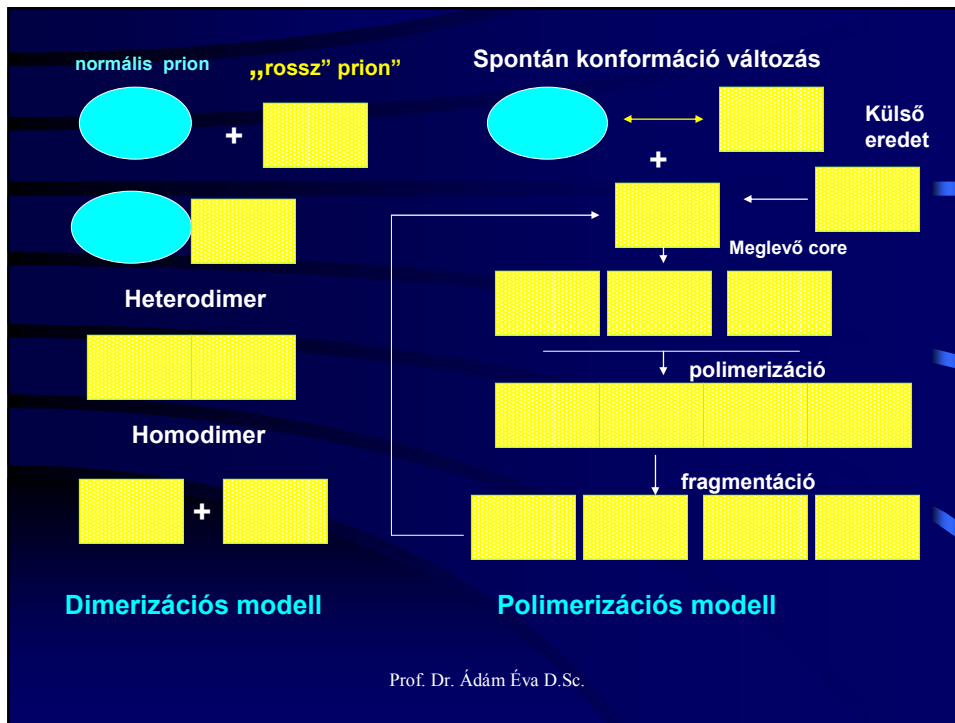 normális prion
„rossz” prion”
+
Heterodimer
Homodimer
+
Dimerizációs modell
Spontán konformáció változás
Külső
eredet
+
Meglevő core
polimerizáció
fragmentáció
Polimerizációs modell
Prof. Dr. Ádám Éva D.Sc.